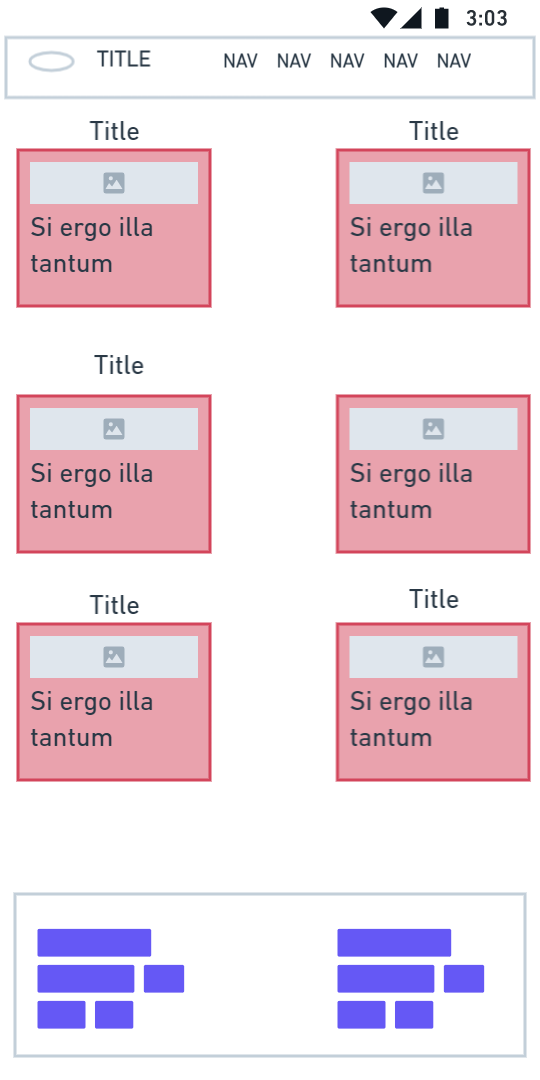 3:03
TITLE NAV NAV NAV NAV NAV
Title Title
Si ergo illa Si ergo illa
tantum tantum
Title
Si ergo illa Si ergo illa
tantum tantum
Title Title
Si ergo illa Si ergo illa
tantum tantum